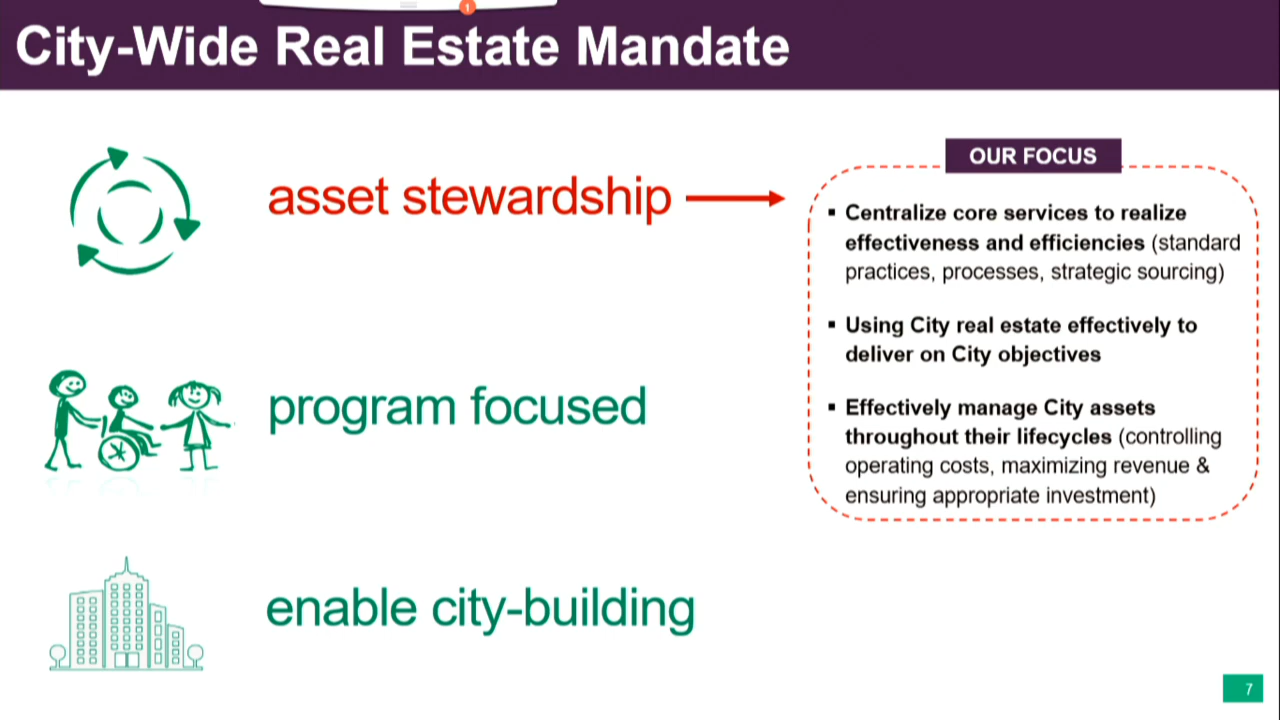 1
City-Wide Real Estate Mandate
asset stewardship
OUR FOCUS
▪ Centralize core services to realize
effectiveness and efficiencies (standard
practices, processes, strategic sourcing)
▪ Using City real estate effectively to
deliver on City objectives
▪ Effectively manage City assets
throughout their lifecycles (controlling
operating costs, maximizing revenue &
ensuring appropriate investment)
program focused
enable city-building
7